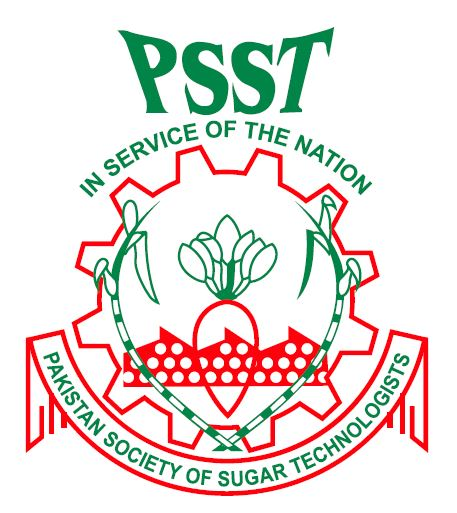 PSST
IN SERVICE OF THE NATION
PAKISTAN SOCIETY OF SUGAR TECHNOLOGISTS